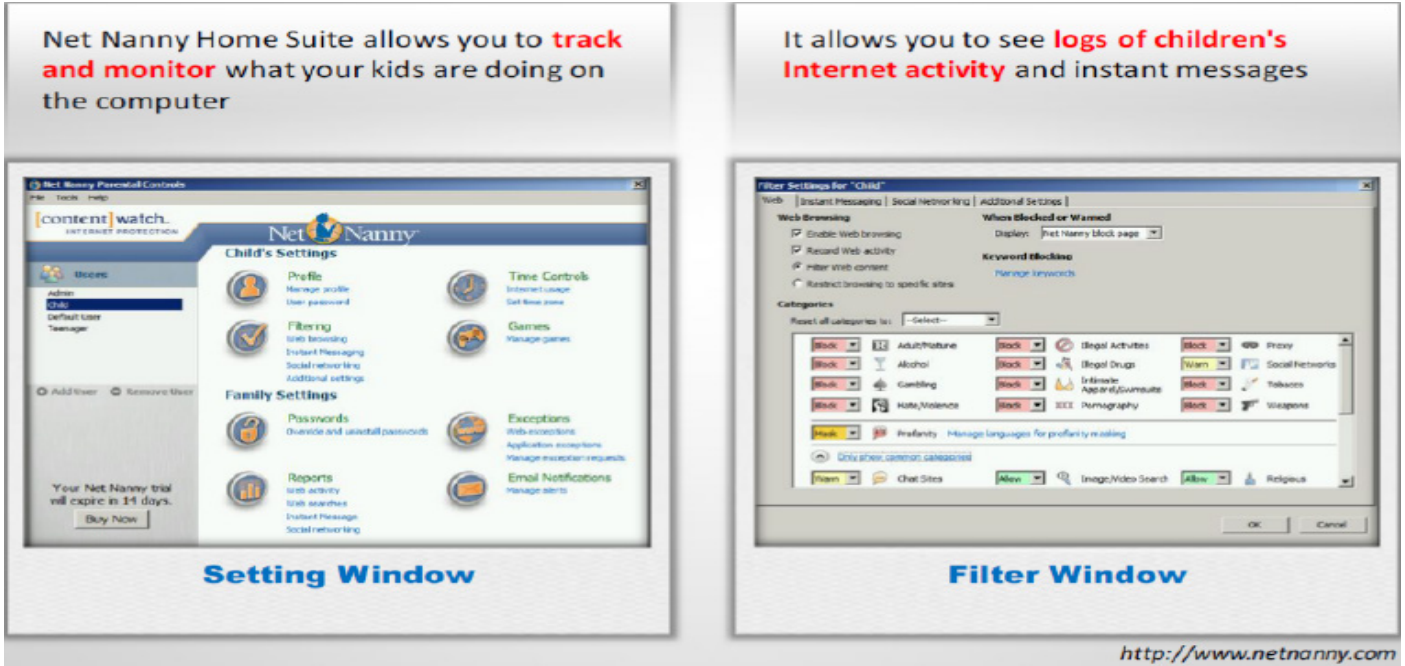 Net Nanny Home Suite allows you to track
and monitor what your kids are doing on
the computer
Net Nanny Parental Controls
File Tools Help
[content]watch.
INTERNET PROTECTION
Net Nanny
Users
Admin
Child
Default User
Teenager
Add User Remove User
Your Net Nanny trial
will expire in 14 days.
Buy Now
Child's Settings
Profile
Manage profile
User password
Time Controls
Internet usage
Set time zone
Filtering
Web browsing
Instant Messaging
Social networking
Additional settings
Games
Manage games
Family Settings
Passwords
Override and uninstall passwords
Exceptions
Web exceptions
Application exceptions
Manage exception requests
Reports
Web activity
Web searches
Instant Message
Social networking
Email Notifications
Manage alerts
Setting Window
It allows you to see logs of children's
Internet activity and instant messages
Filter Settings for "Child"
Web Instant Messaging Social Networking Additional Settings
Web Browsing
Enable Web browsing
Record Web activity
Filter Web content
Restrict browsing to specific sites
When Blocked or Warned
Display: Net Nanny block page
Keyword Blocking
Manage keywords
Categories
Reset all categories to: --Select--
Block Adult/Mature Block Illegal Activities Block Proxy
Block Alcohol Block Illegal Drugs Warn Social Networks
Block Gambling Block Intimate Apparel/Swimsuits Block Tobacco
Block Hate/Violence Block XXX Pornography Block Weapons
Mask Profanity Manage languages for profanity masking
Only show common categories
Warn Chat Sites Allow Image/Video Search Allow Religious
OK Cancel
Filter Window
http://www.netnanny.com